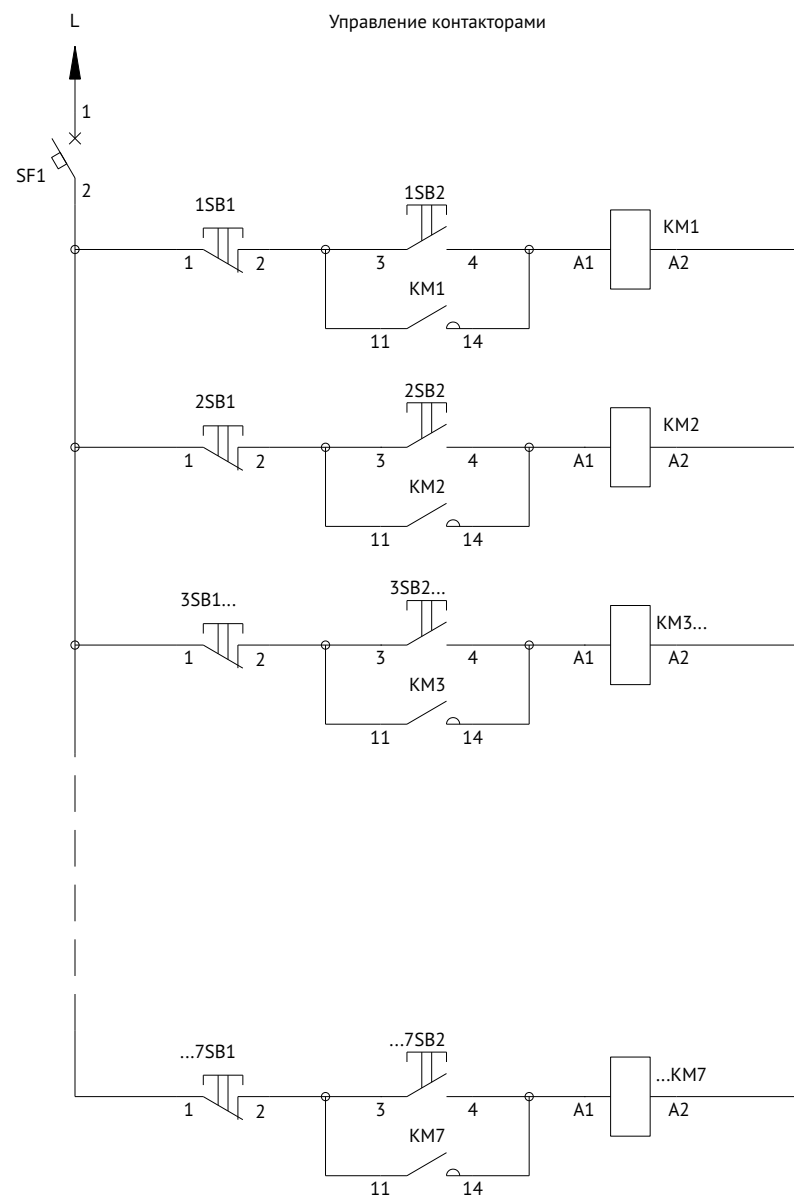 L
Управление контакторами
1
SF1
2
1SB1
1SB2
KM1
1 2 3 4 A1 A2
KM1
11 14
2SB1
2SB2
KM2
1 2 3 4 A1 A2
KM2
11 14
3SB1...
3SB2...
KM3...
1 2 3 4 A1 A2
KM3
11 14
...7SB1
...7SB2
...KM7
1 2 3 4 A1 A2
KM7
11 14